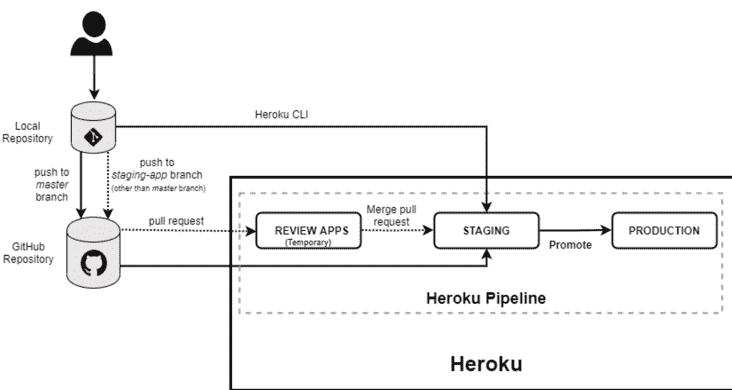 Heroku CLI
Local
Repository
push to
master
branch
push to
staging-app branch
(other than master branch)
GitHub
Repository
pull request
REVIEW APPS
(Temporary)
Merge pull
request
STAGING
Promote
PRODUCTION
Heroku Pipeline
Heroku